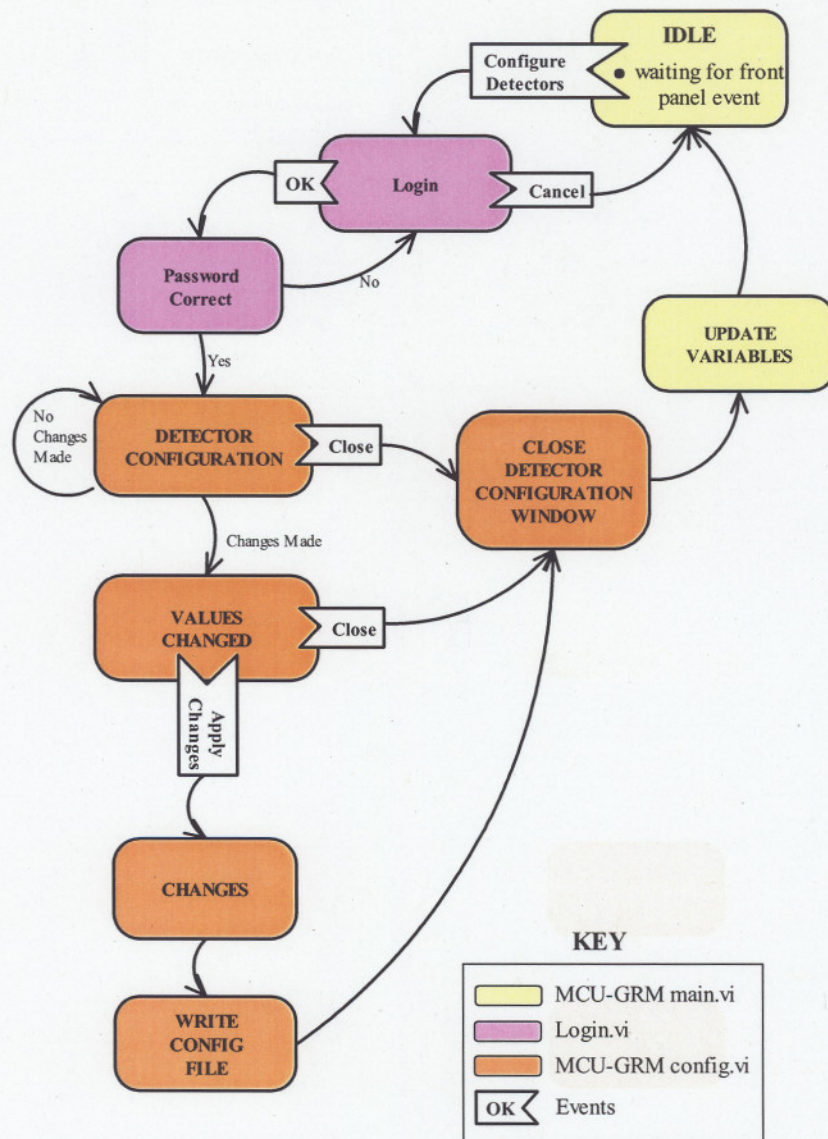 IDLE
• waiting for front
panel event
Configure
Detectors
OK
Login
Cancel
Password
Correct
No
Yes
UPDATE
VARIABLES
No
Changes
Made
DETECTOR
CONFIGURATION
Close
CLOSE
DETECTOR
CONFIGURATION
WINDOW
Changes Made
VALUES
CHANGED
Close
Apply
Changes
CHANGES
WRITE
CONFIG
FILE
KEY
MCU-GRM main.vi
Login.vi
MCU-GRM config.vi
OK Events